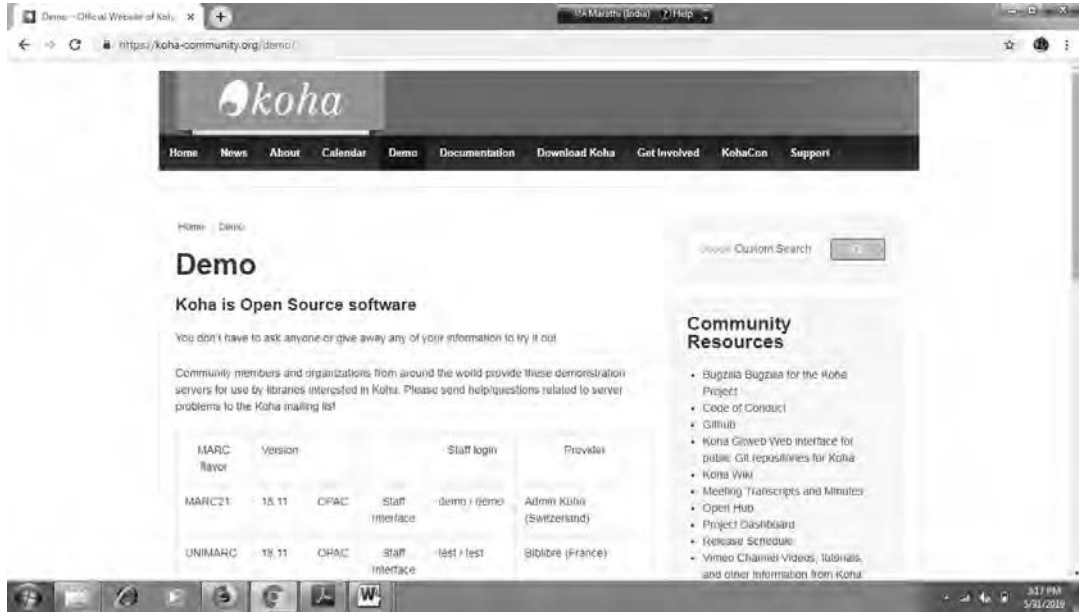 Demo - Official Website of Koh
Marathi (India) Help
https://koha-community.org/demo/
koha
Home News About Calendar Demo Documentation Download Koha Get Involved KohaCon Support
Home Demo
Demo
Koha is Open Source software
You don't have to ask anyone or give away any of your information to try it out
Community members and organizations from around the world provide these demonstration
servers for use by libraries interested in Koha. Please send help/questions related to server
problems to the Koha mailing list
MARC flavor Version Staff login Provider
MARC21 18.11 OPAC Staff Interface demo / demo Admin Kuhn (Switzerland)
UNIMARC 18.11 OPAC Staff Interface test / test Biblibre (France)
Custom Search
Community
Resources
Bugzilla Bugzilla for the Koha
Project
Code of Conduct
Github
Koha Gitweb Web interface for
public Git repositories for Koha
Koha Wiki
Meeting Transcripts and Minutes
Open Hub
Project Dashboard
Release Schedule
Vimeo Channel Videos, tutorials,
and other information from Koha
3:17 PM
5/31/2019